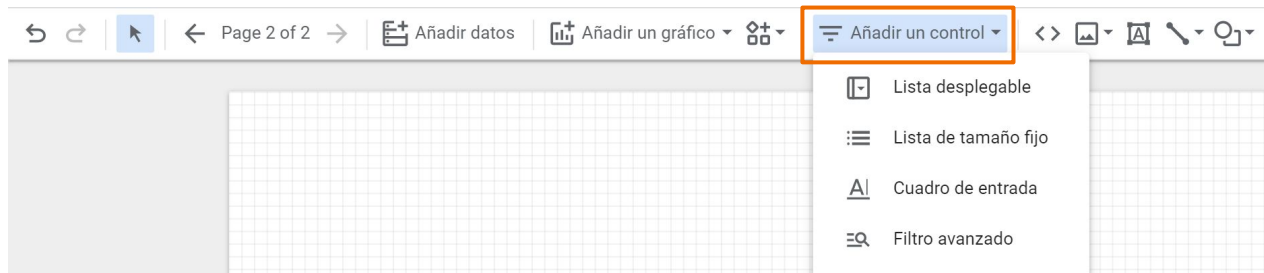 Page 2 of 2 Añadir datos Añadir un gráfico Añadir un control
Lista desplegable
Lista de tamaño fijo
Cuadro de entrada
Filtro avanzado